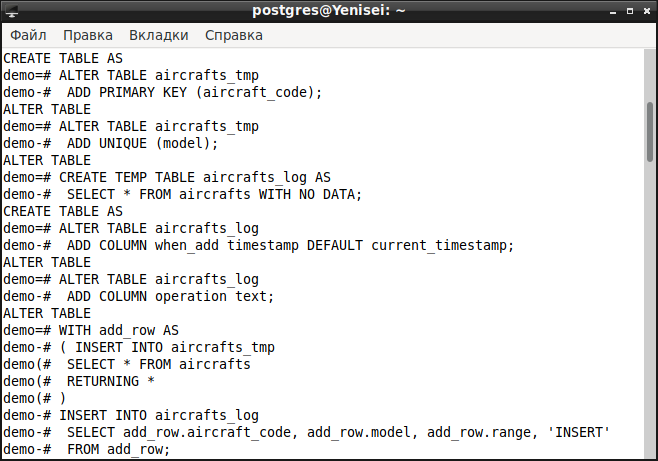 postgres@Yenisei: ~
Файл Правка Вкладки Справка
CREATE TABLE AS
demo=# ALTER TABLE aircrafts_tmp
demo-#  ADD PRIMARY KEY (aircraft_code);
ALTER TABLE
demo=# ALTER TABLE aircrafts_tmp
demo-#  ADD UNIQUE (model);
ALTER TABLE
demo=# CREATE TEMP TABLE aircrafts_log AS
demo-#  SELECT * FROM aircrafts WITH NO DATA;
CREATE TABLE AS
demo=# ALTER TABLE aircrafts_log
demo-#  ADD COLUMN when_add timestamp DEFAULT current_timestamp;
ALTER TABLE
demo=# ALTER TABLE aircrafts_log
demo-#  ADD COLUMN operation text;
ALTER TABLE
demo=# WITH add_row AS
demo-# ( INSERT INTO aircrafts_tmp
demo(#  SELECT * FROM aircrafts
demo(#  RETURNING *
demo(# )
demo-# INSERT INTO aircrafts_log
demo-#  SELECT add_row.aircraft_code, add_row.model, add_row.range, 'INSERT'
demo-#  FROM add_row;